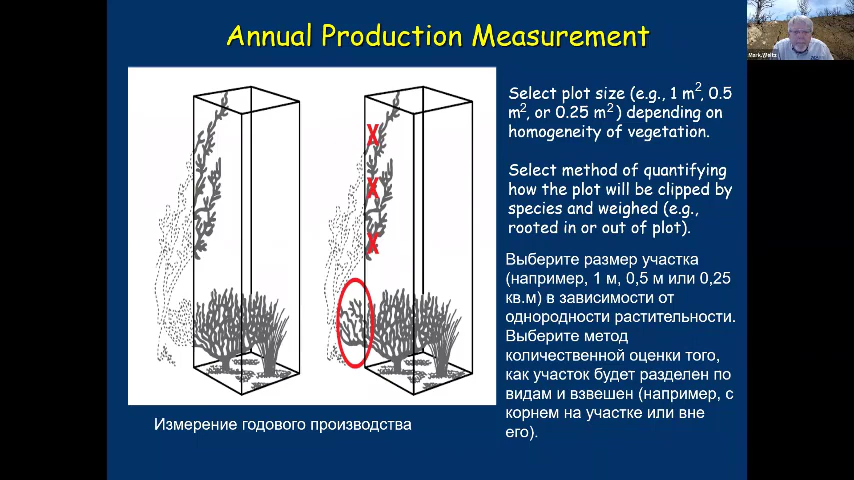 Annual Production Measurement
Mark.Weltz
Select plot size (e.g., 1 m², 0.5
m², or 0.25 m²) depending on
homogeneity of vegetation.
Select method of quantifying
how the plot will be clipped by
species and weighed (e.g.,
rooted in or out of plot).
Выберите размер участка
(например, 1 м, 0,5 м или 0,25
кв.м) в зависимости от
однородности растительности.
Выберите метод
количественной оценки того,
как участок будет разделен по
видам и взвешен (например, с
корнем на участке или вне
его).
X
X
X
Измерение годового производства